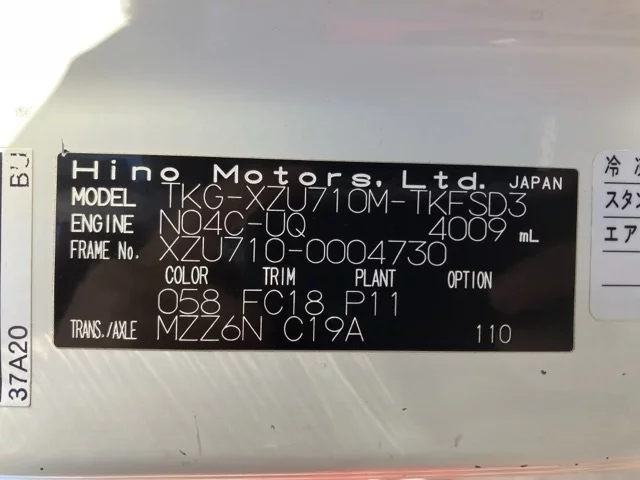 Hino Motors, Ltd. JAPAN
MODEL TKG-XZU710M-TKFSD3
ENGINE N04C-UQ 4009 mL
FRAME No. XZU710-0004730
COLOR TRIM PLANT OPTION
058 FC18 P11
TRANS./AXLE MZZ6N C19A 110
37A20
冷
スタン
エア